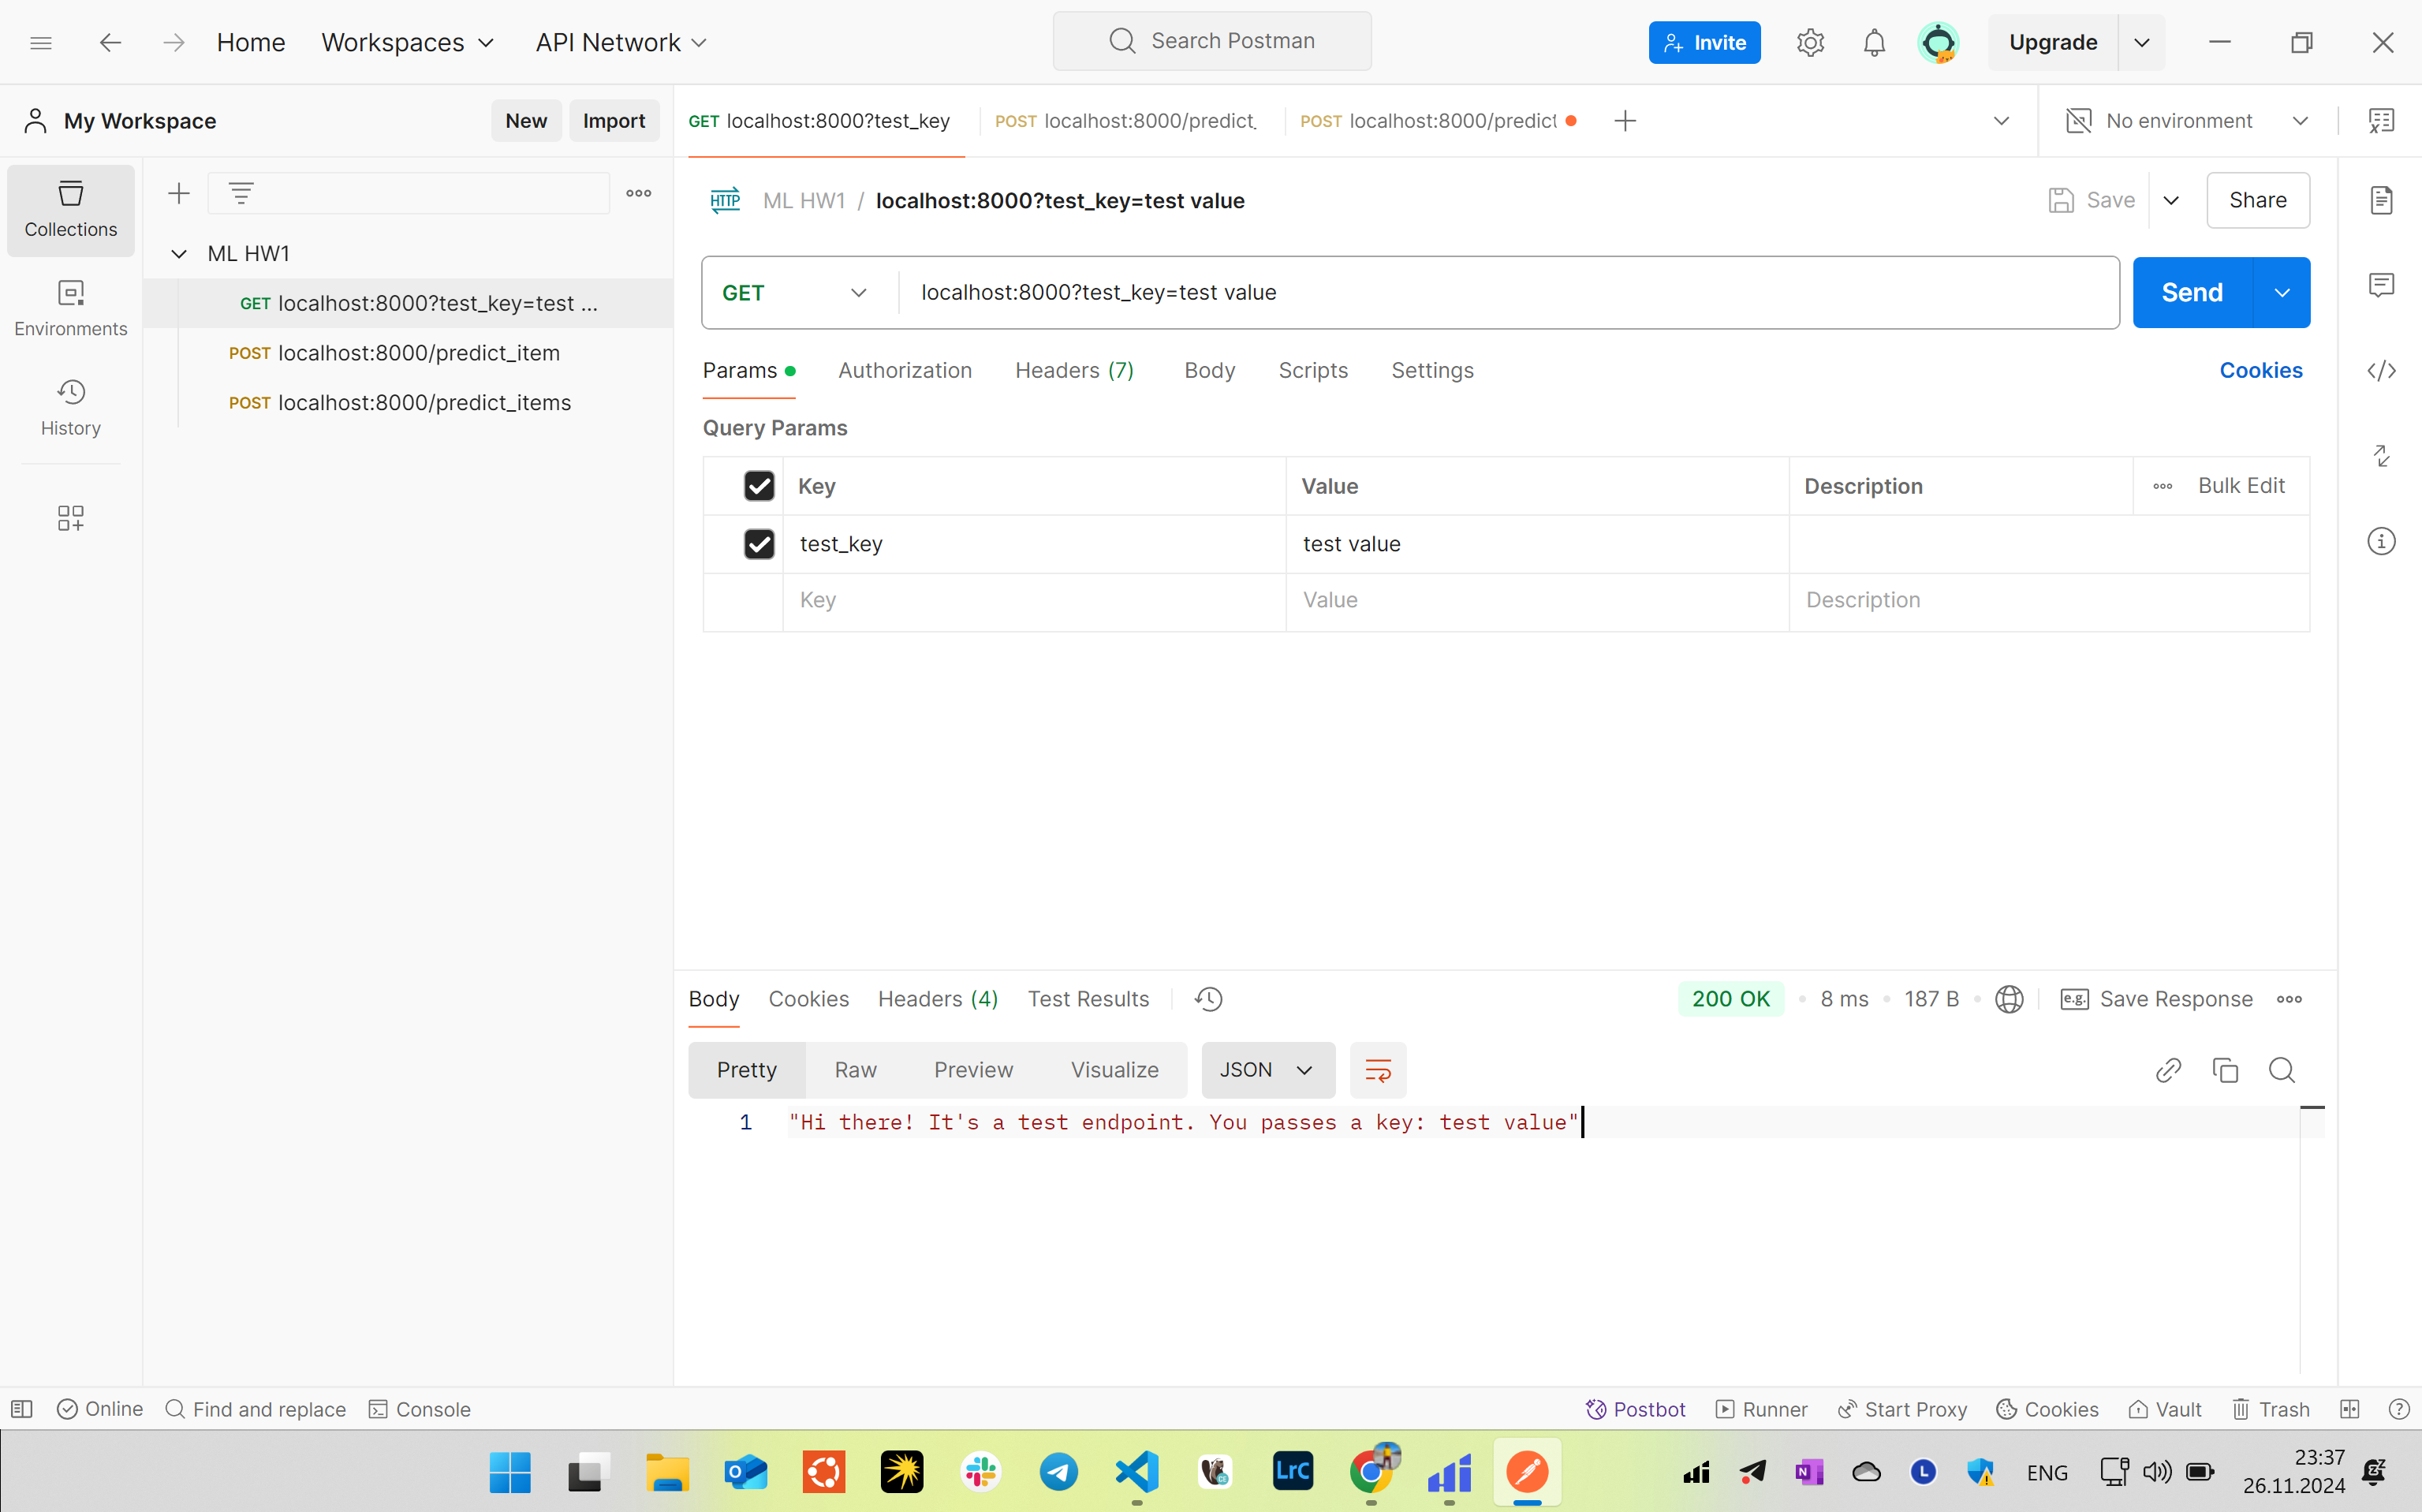 Home Workspaces API Network Search Postman Invite Upgrade
My Workspace New Import GET localhost:8000?test_key POST localhost:8000/predict_ POST localhost:8000/predict No environment
Collections
ML HW1
HTTP ML HW1 / localhost:8000?test_key=test value Save Share
GET localhost:8000?test_key=test ...
GET localhost:8000?test_key=test value Send
Environments
POST localhost:8000/predict_item
Params Authorization Headers (7) Body Scripts Settings Cookies
POST localhost:8000/predict_items
History
Query Params
Key Value Description Bulk Edit
test_key test value
Key Value Description
Body Cookies Headers (4) Test Results 200 OK 8 ms 187 B e.g. Save Response
Pretty Raw Preview Visualize JSON
1 "Hi there! It's a test endpoint. You passes a key: test value"
Online Find and replace Console Postbot Runner Start Proxy Cookies Vault Trash
LrC L N ENG 23:37
26.11.2024